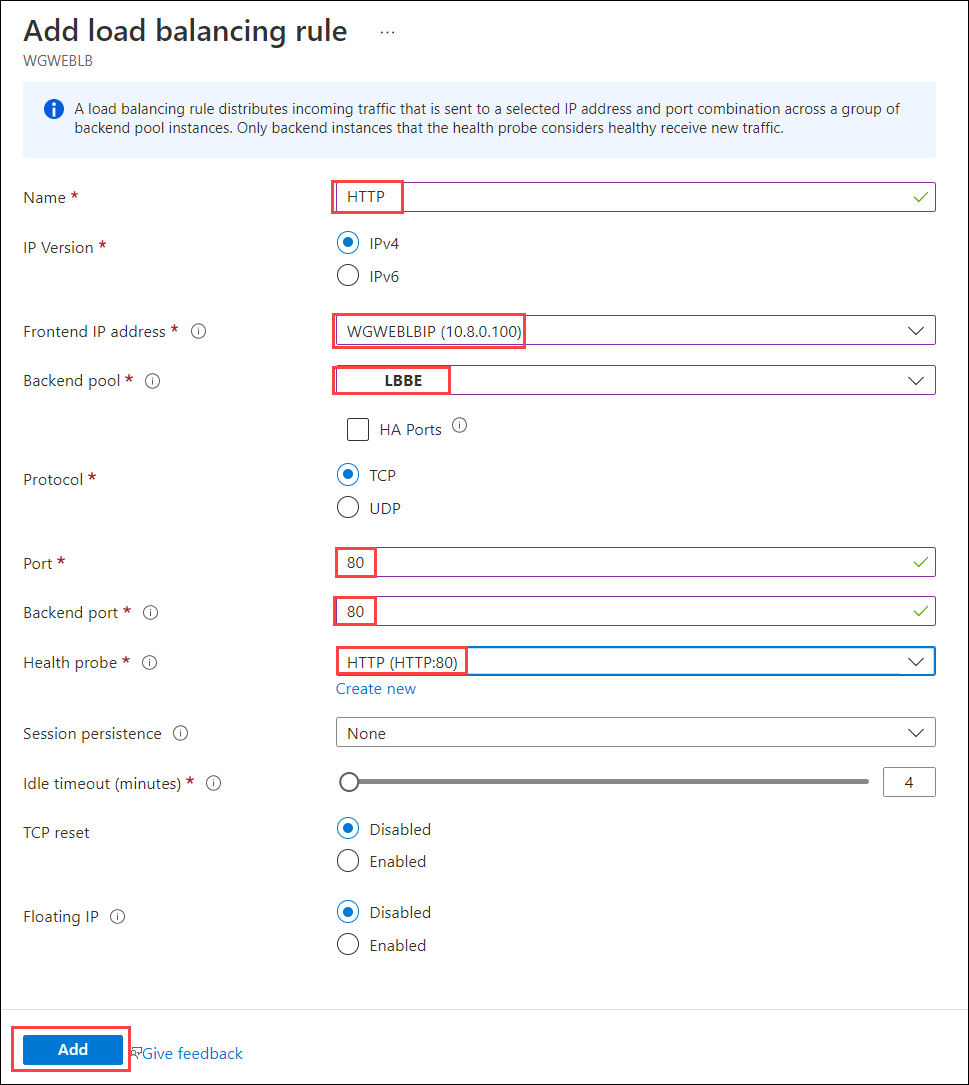 Add load balancing rule ...
WGWEBLB
A load balancing rule distributes incoming traffic that is sent to a selected IP address and port combination across a group of
backend pool instances. Only backend instances that the health probe considers healthy receive new traffic.
Name * HTTP
IP Version * IPv4
IPv6
Frontend IP address * WGWEBLBIP (10.8.0.100)
Backend pool * LBBE
HA Ports
Protocol * TCP
UDP
Port * 80
Backend port * 80
Health probe * HTTP (HTTP:80)
Create new
Session persistence None
Idle timeout (minutes) * 4
TCP reset Disabled
Enabled
Floating IP Disabled
Enabled
Add Give feedback